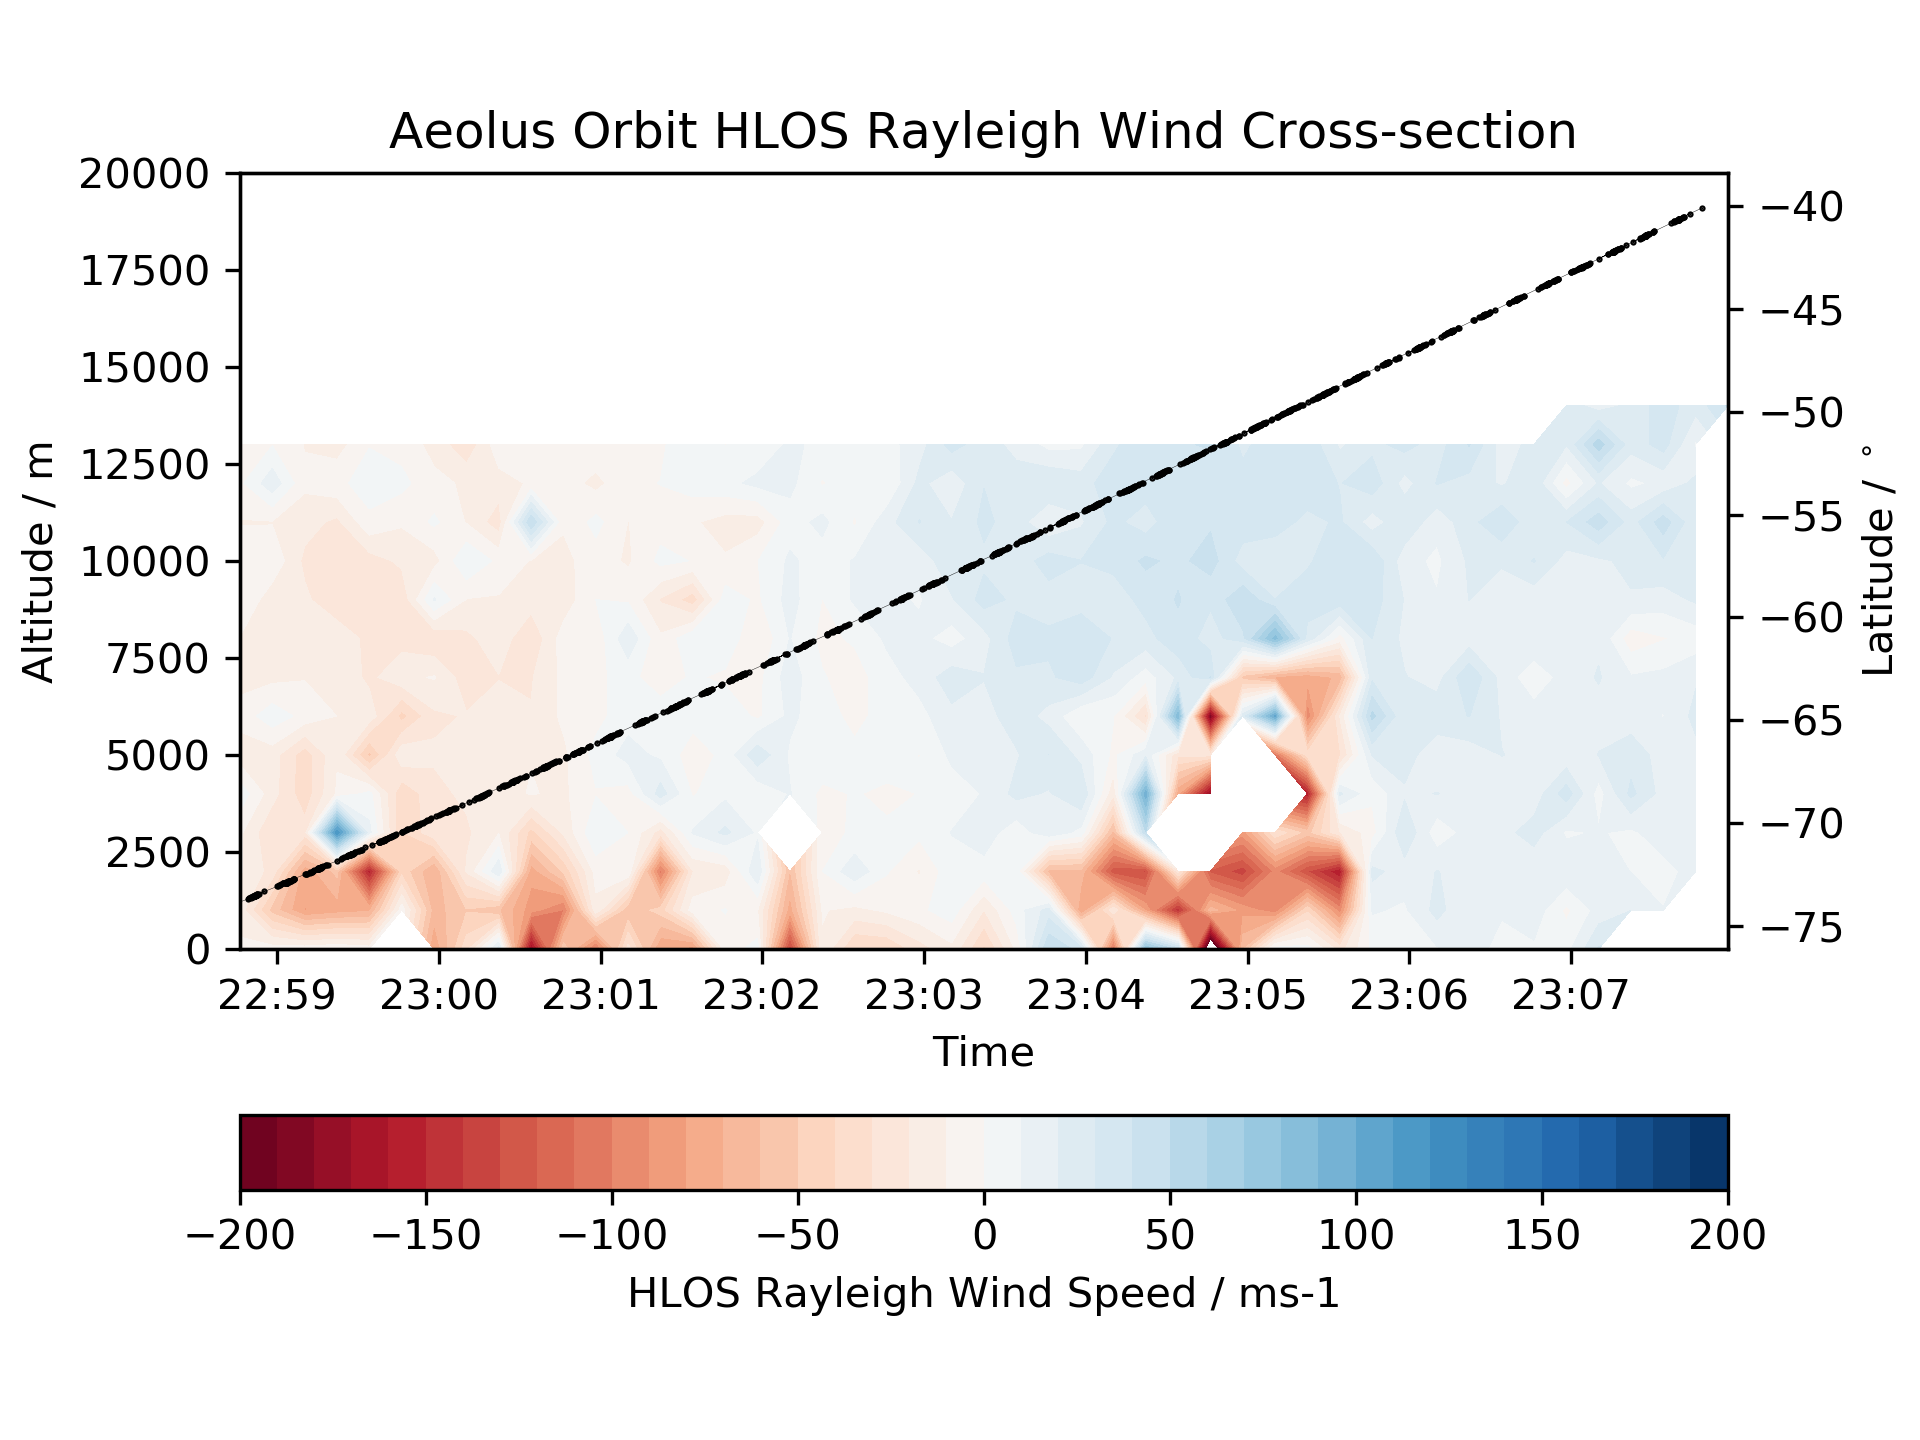 Aeolus Orbit HLOS Rayleigh Wind Cross-section
20000
17500
15000
12500
10000
7500
5000
2500
0
Altitude / m
−40
−45
−50
−55
−60
−65
−70
−75
Latitude / °
22:59 23:00 23:01 23:02 23:03 23:04 23:05 23:06 23:07
Time
−200 −150 −100 −50 0 50 100 150 200
HLOS Rayleigh Wind Speed / ms-1